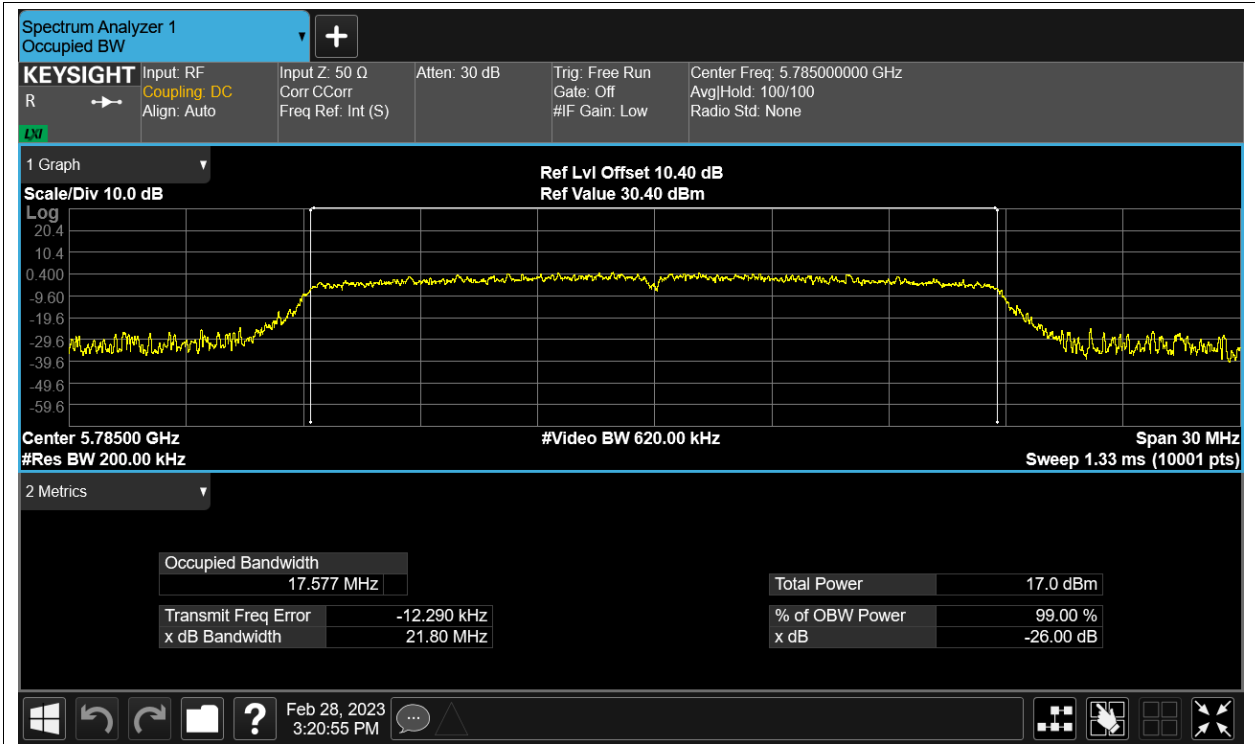 Spectrum Analyzer 1
Occupied BW
▼
+
KEYSIGHT
R
LXI
Input: RF
Coupling: DC
Align: Auto
Input Z: 50 Ω
Corr CCorr
Freq Ref: Int (S)
Atten: 30 dB
Trig: Free Run
Gate: Off
#IF Gain: Low
Center Freq: 5.785000000 GHz
Avg|Hold: 100/100
Radio Std: None
1 Graph ▼
Scale/Div 10.0 dB
Ref Lvl Offset 10.40 dB
Ref Value 30.40 dBm
Log
20.4
10.4
0.400
-9.60
-19.6
-29.6
-39.6
-49.6
-59.6
Center 5.78500 GHz
#Res BW 200.00 kHz
#Video BW 620.00 kHz
Span 30 MHz
Sweep 1.33 ms (10001 pts)
2 Metrics ▼
Occupied Bandwidth
17.577 MHz
Transmit Freq Error -12.290 kHz
x dB Bandwidth 21.80 MHz
Total Power 17.0 dBm
% of OBW Power 99.00 %
x dB -26.00 dB
?
Feb 28, 2023
3:20:55 PM